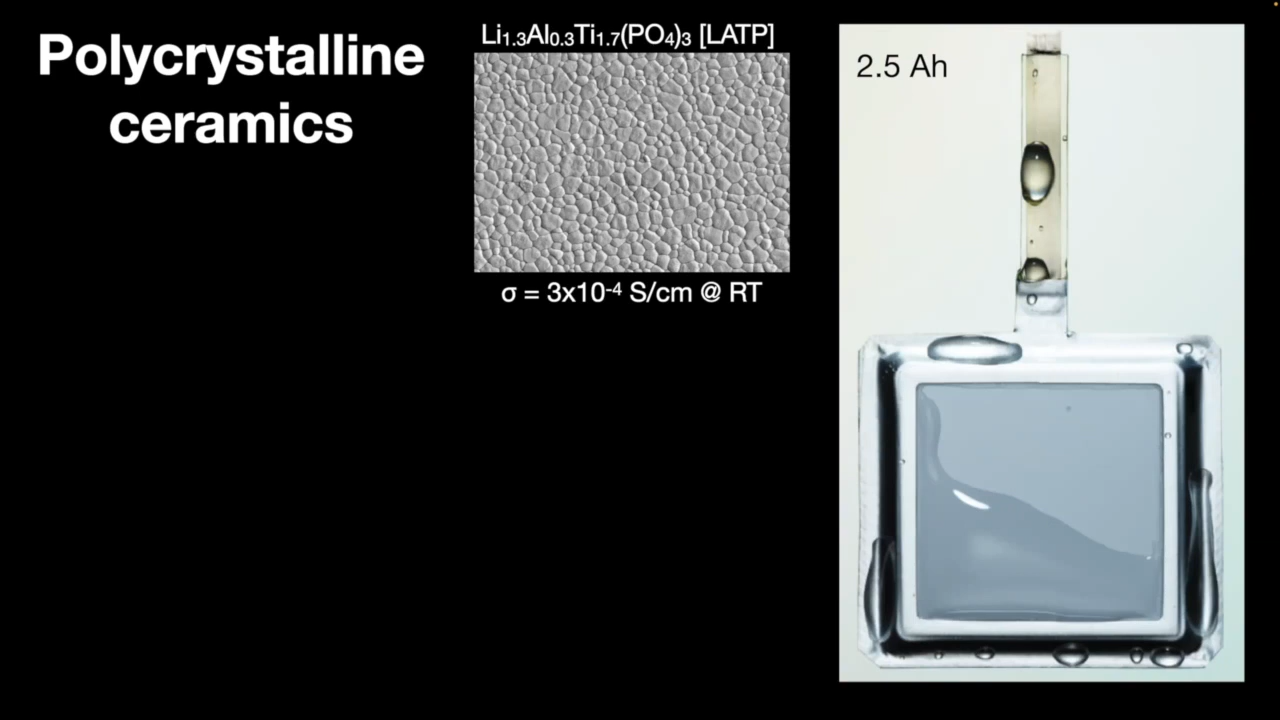 Polycrystalline
ceramics
Li₁.₃Al₀.₃Ti₁.₇(PO₄)₃ [LATP]
σ = 3x10⁻⁴ S/cm @ RT
2.5 Ah